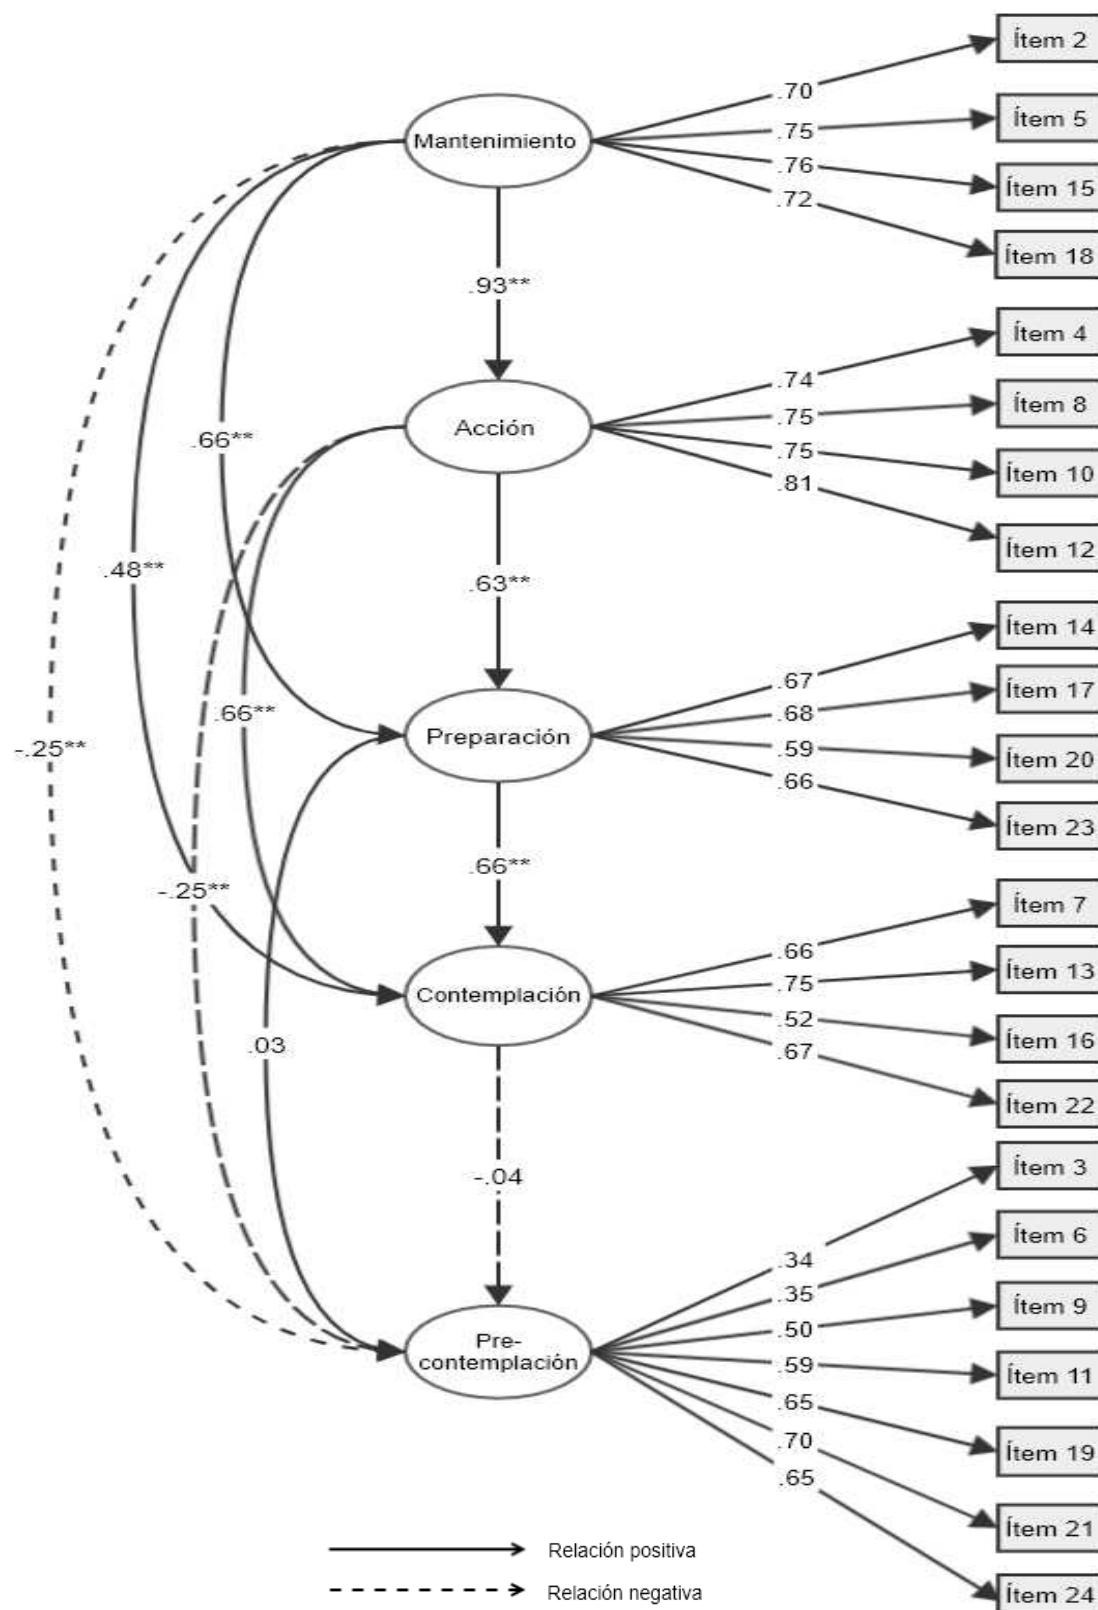 Ítem 2
.70
Mantenimiento
.75
Ítem 5
.76
Ítem 15
.72
Ítem 18
.93**
Ítem 4
.74
Acción
.75
Ítem 8
.66**
.75
Ítem 10
.81
Ítem 12
.48**
.63**
Ítem 14
.67
.66**
.68
Ítem 17
-.25**
Preparación
.59
Ítem 20
.66
Ítem 23
.66**
-.25**
Ítem 7
.66
.75
Ítem 13
Contemplación
.52
Ítem 16
.03
.67
Ítem 22
-.04
Ítem 3
.34
Ítem 6
.35
Ítem 9
.50
Pre-
contemplación
.59
Ítem 11
.65
Ítem 19
.70
.65
Ítem 21
Relación positiva
Relación negativa
Ítem 24